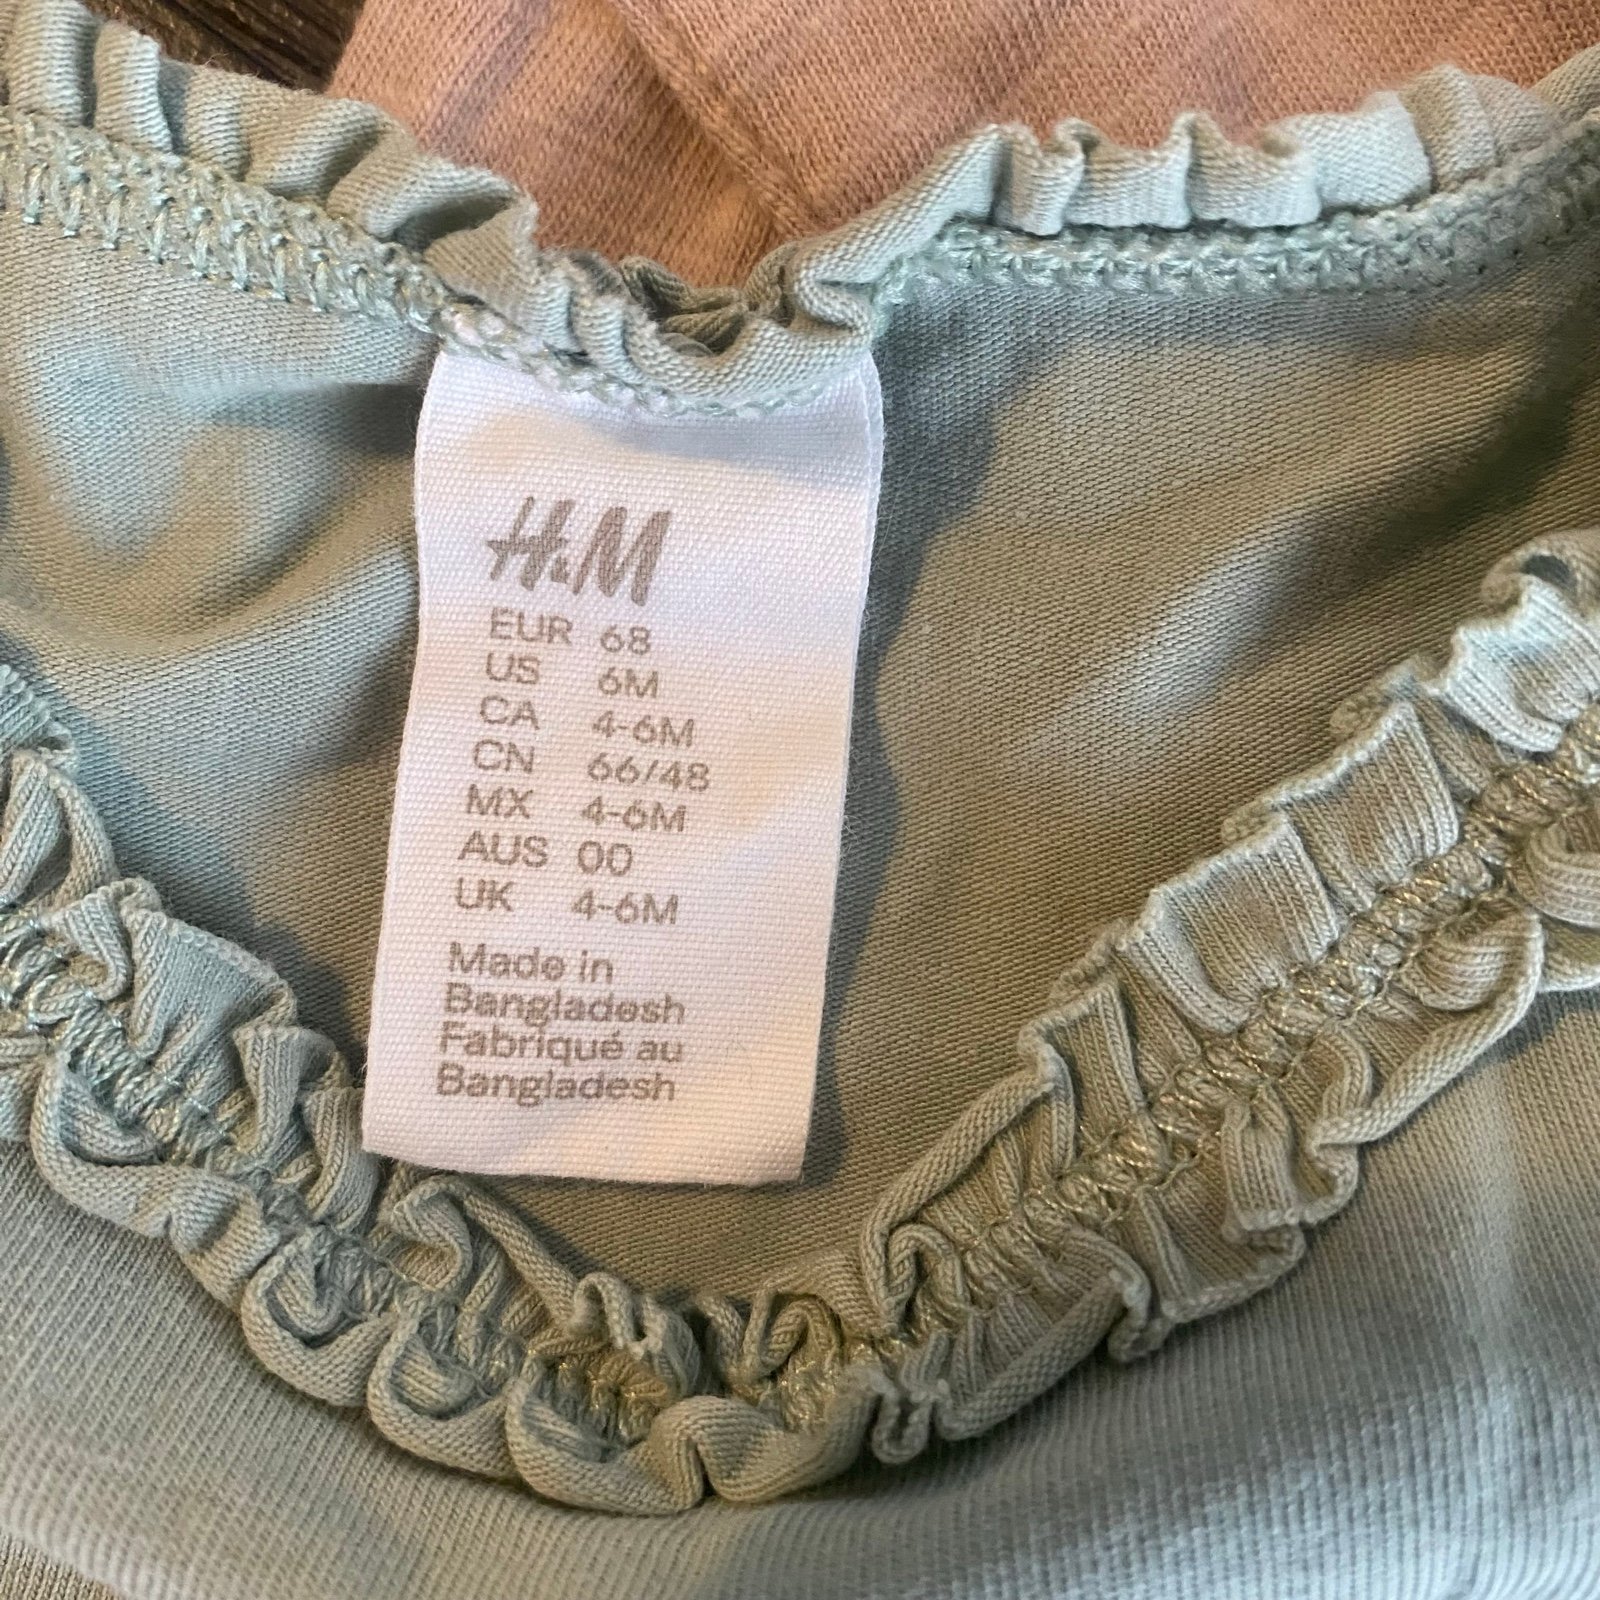 H&M
EUR 68
US 6M
CA 4-6M
CN 66/48
MX 4-6M
AUS 00
UK 4-6M
Made in
Bangladesh
Fabriqué au
Bangladesh